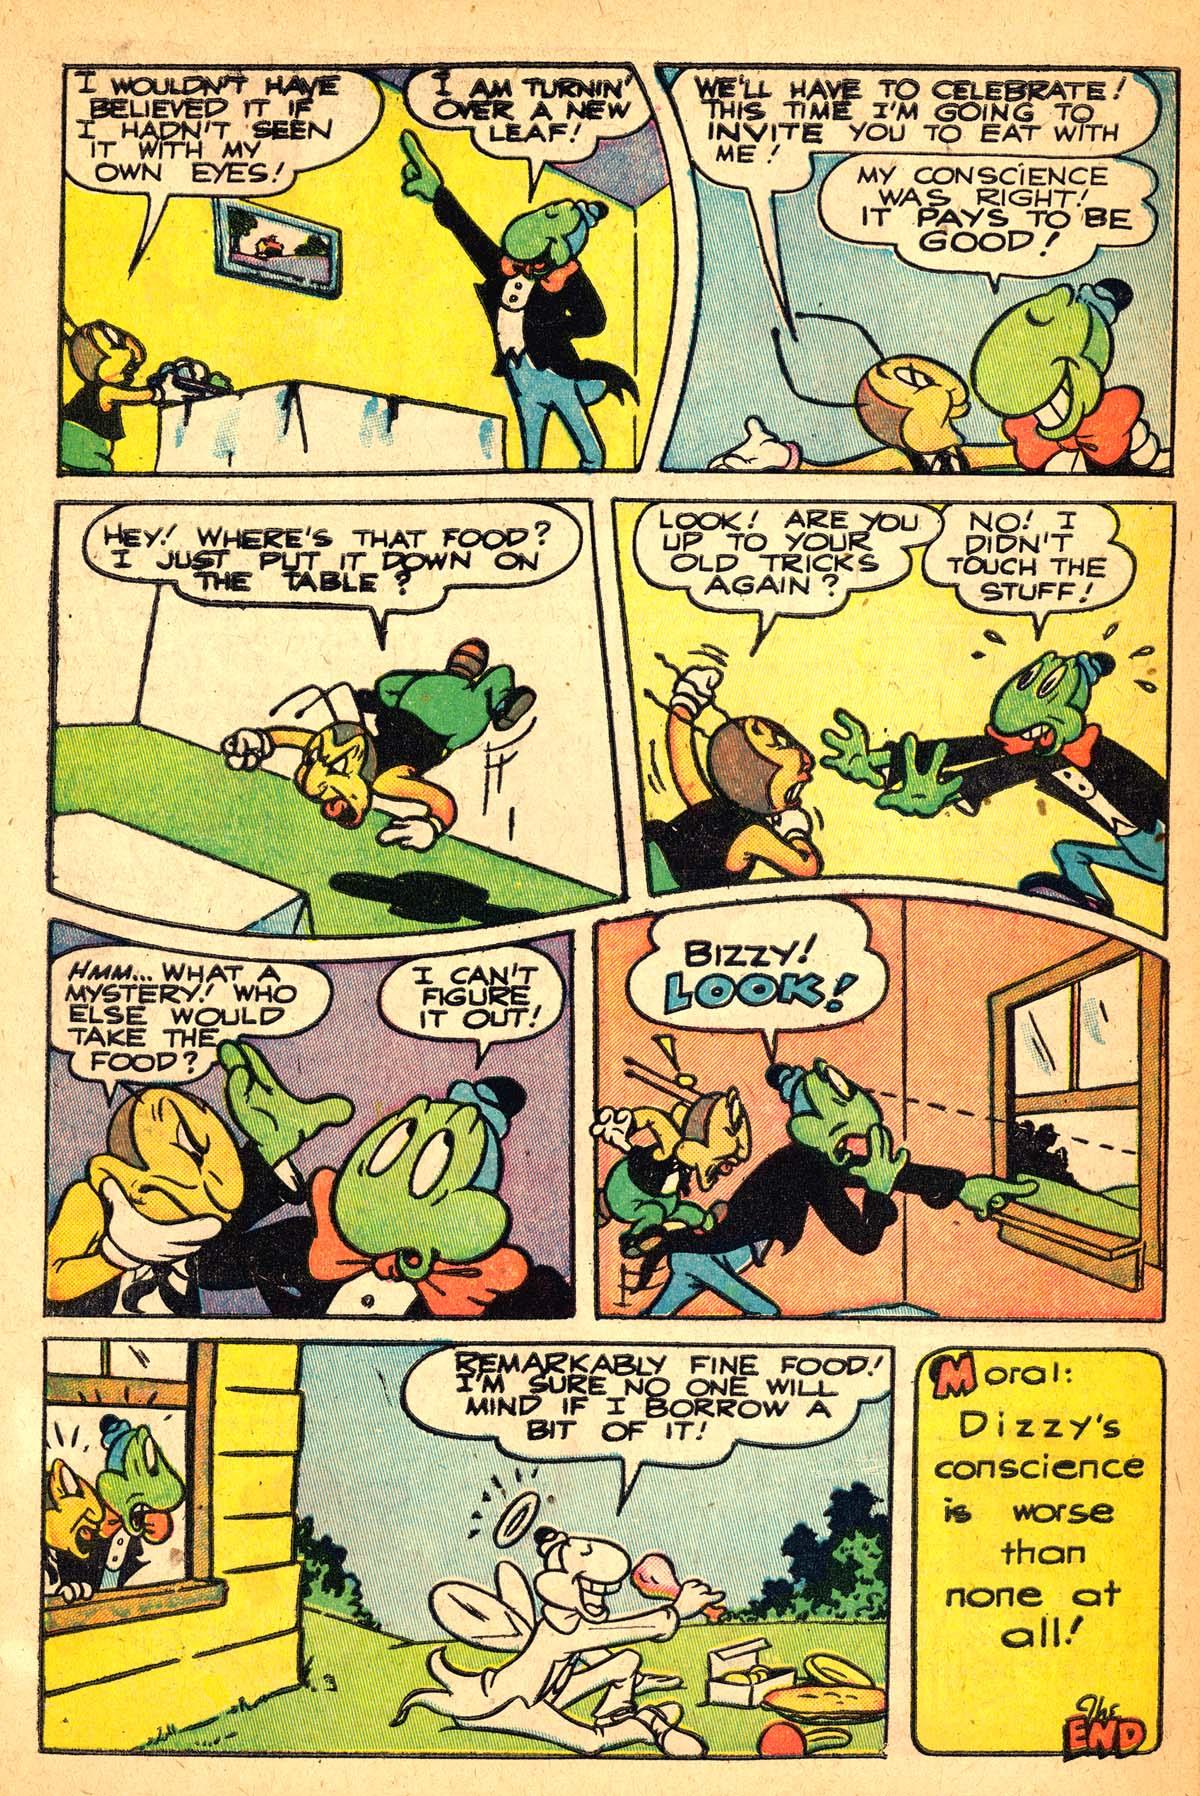 I WOULDN'T HAVE
BELIEVED IT IF
I HADN'T SEEN
IT WITH MY
OWN EYES!
I AM TURNIN'
OVER A NEW
LEAF!
WE'LL HAVE TO CELEBRATE!
THIS TIME I'M GOING TO
INVITE YOU TO EAT WITH
ME!
MY CONSCIENCE
WAS RIGHT!
IT PAYS TO BE
GOOD!
HEY! WHERE'S THAT FOOD?
I JUST PUT IT DOWN ON
THE TABLE?
LOOK! ARE YOU
UP TO YOUR
OLD TRICKS
AGAIN?
NO! I
DIDN'T
TOUCH THE
STUFF!
HMM... WHAT A
MYSTERY! WHO
ELSE WOULD
TAKE THE
FOOD?
I CAN'T
FIGURE
IT OUT!
BIZZY!
LOOK!
!
REMARKABLY FINE FOOD!
I'M SURE NO ONE WILL
MIND IF I BORROW A
BIT OF IT!
Moral:
Dizzy's
conscience
is worse
than
none at
all!
The
END